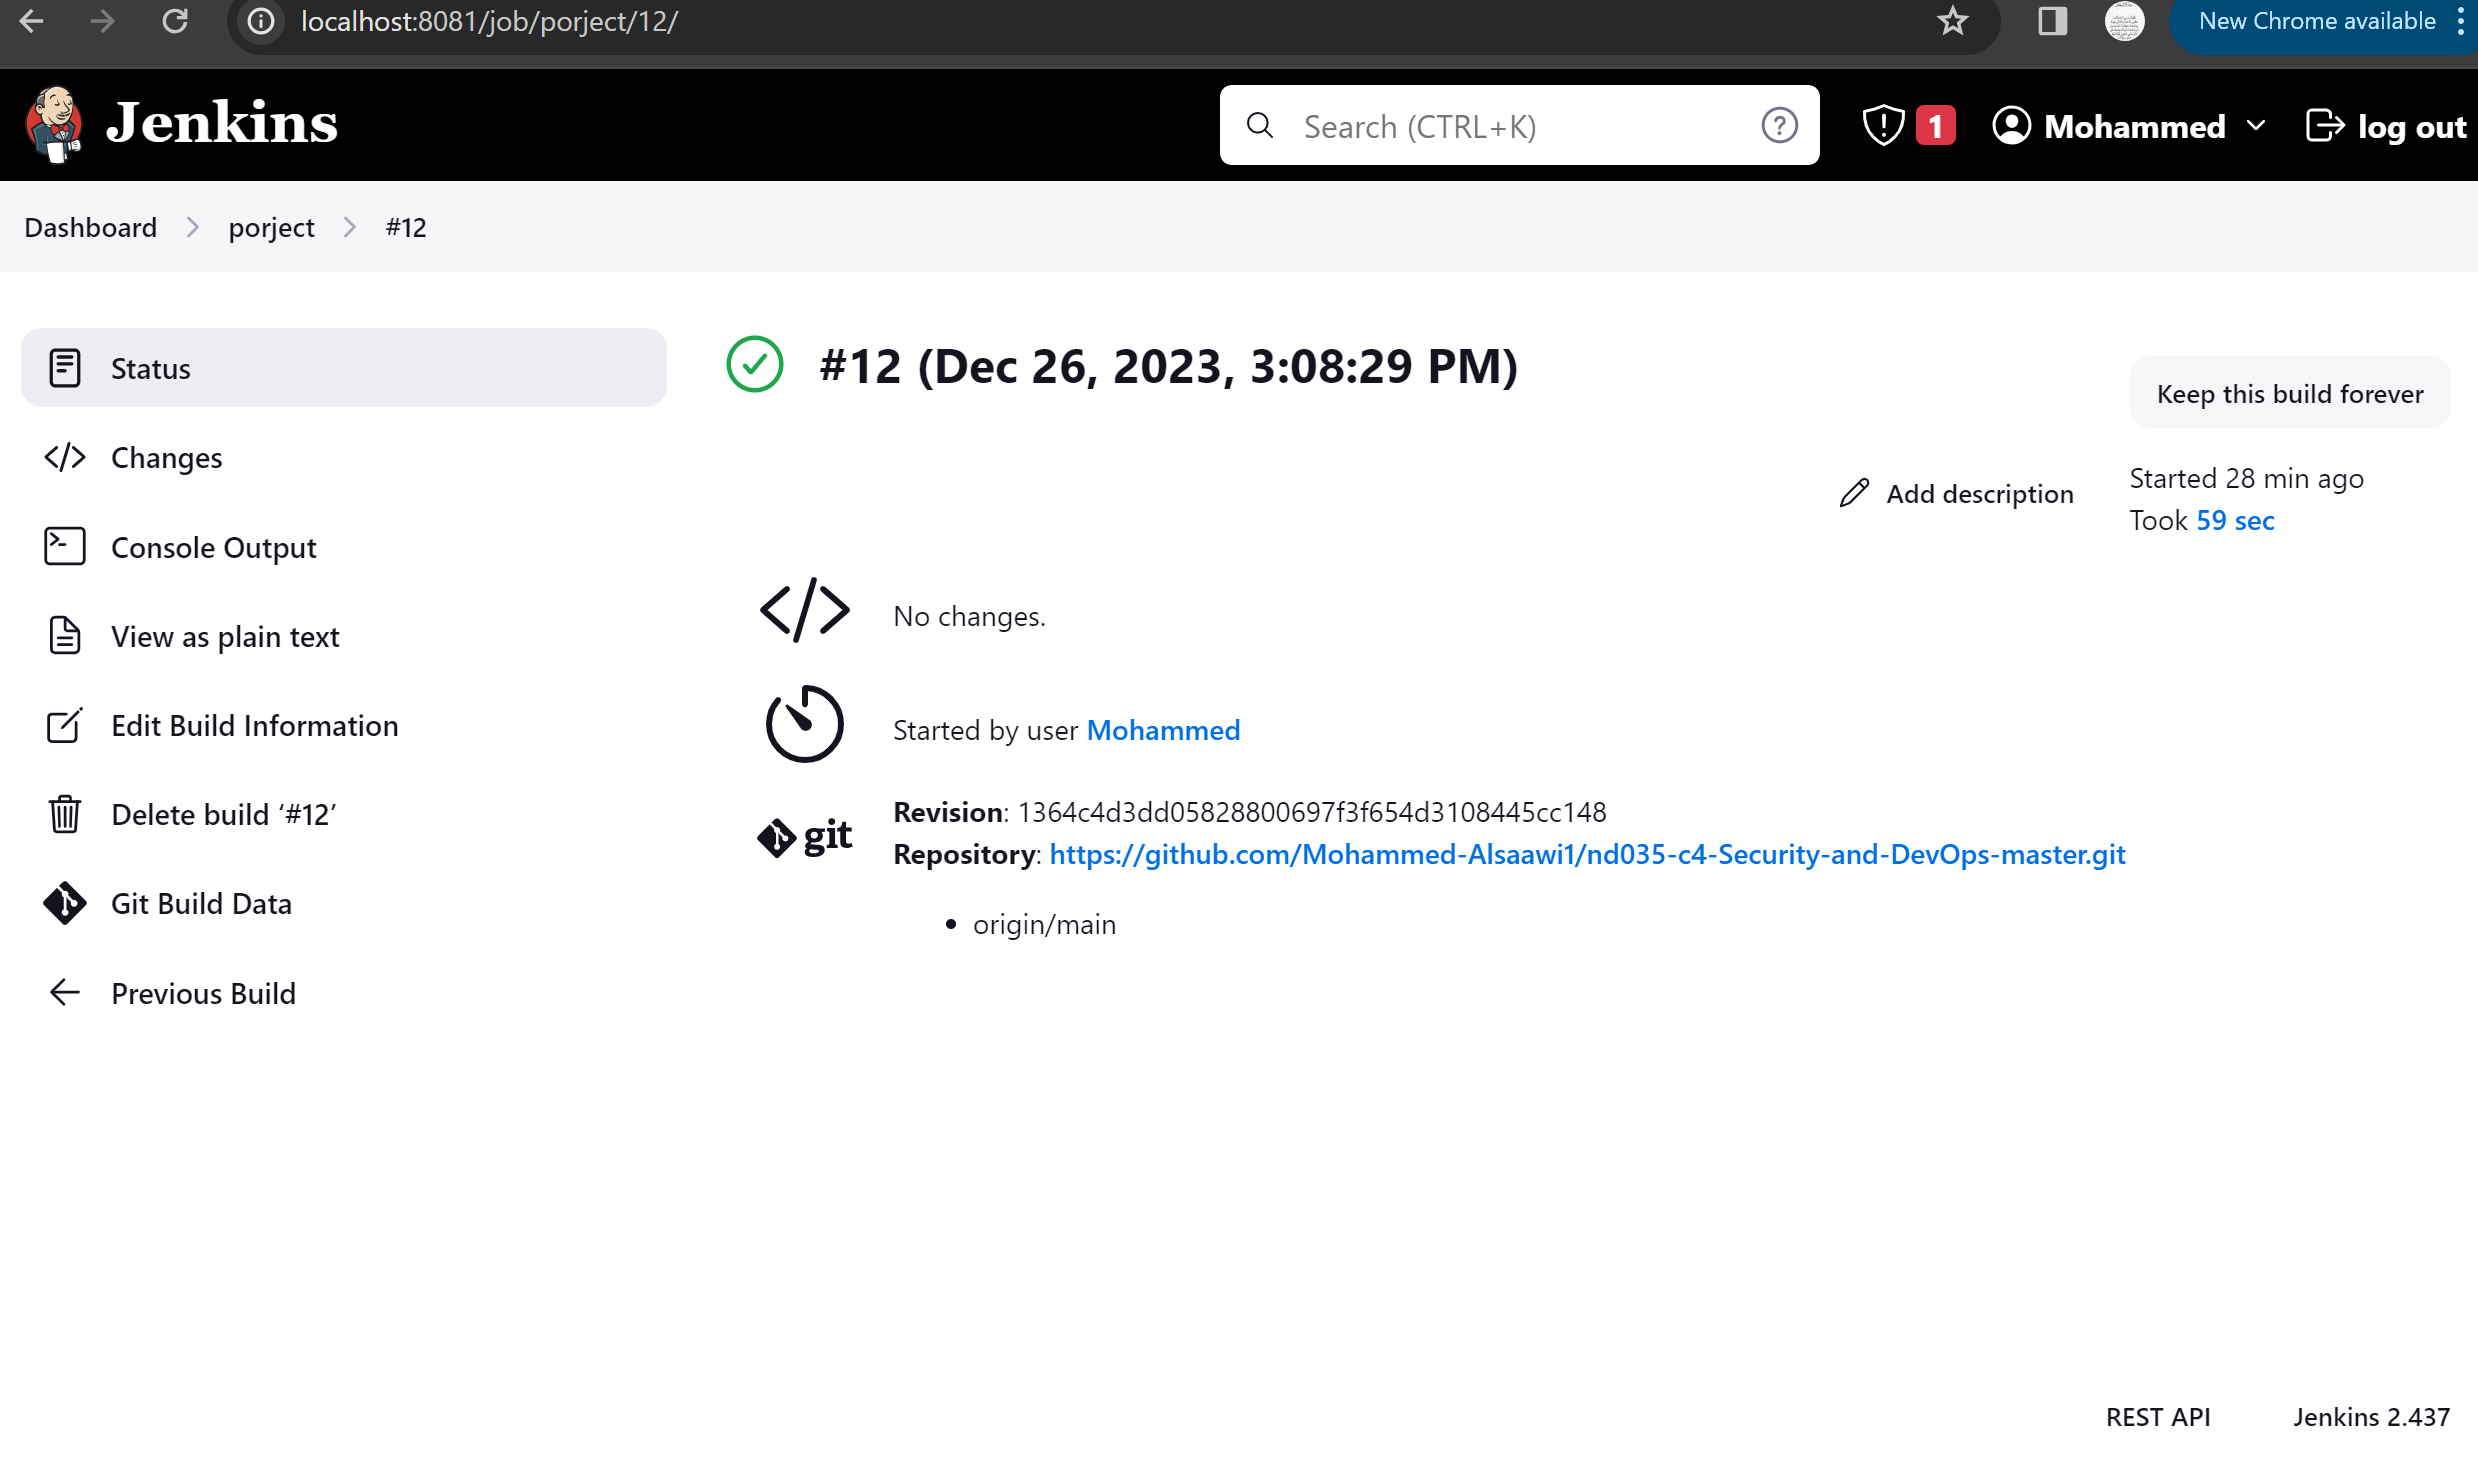 localhost:8081/job/porject/12/
New Chrome available
Jenkins
Search (CTRL+K)
1
Mohammed
log out
Dashboard
porject
#12
Status
Changes
Console Output
View as plain text
Edit Build Information
Delete build ‘#12’
Git Build Data
Previous Build
#12 (Dec 26, 2023, 3:08:29 PM)
Keep this build forever
Add description
Started 28 min ago
Took 59 sec
No changes.
Started by user Mohammed
git
Revision: 1364c4d3dd05828800697f3f654d3108445cc148
Repository: https://github.com/Mohammed-Alsaawi1/nd035-c4-Security-and-DevOps-master.git
• origin/main
REST API
Jenkins 2.437